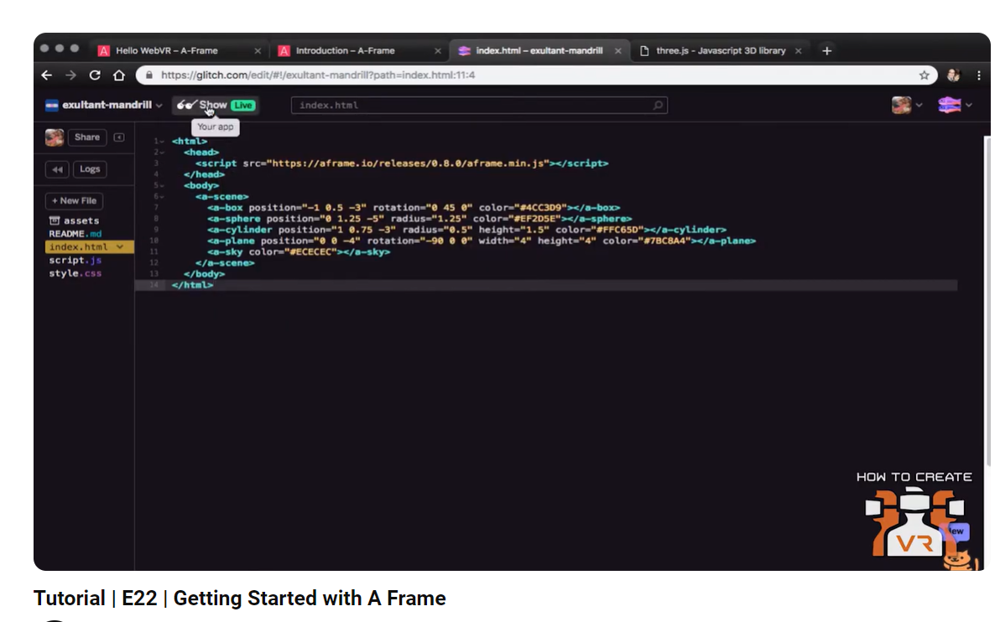 Hello WebVR – A-Frame
Introduction – A-Frame
index.html – exultant-mandrill
three.js - Javascript 3D library
https://glitch.com/edit/#!/exultant-mandrill?path=index.html:11:4
exultant-mandrill
Show Live
index.html
Your app
Share
Logs
+ New File
assets
README.md
index.html
script.js
style.css
1 <html>
2 <head>
3 <script src="https://aframe.io/releases/0.8.0/aframe.min.js"></script>
4 </head>
5 <body>
6 <a-scene>
7 <a-box position="-1 0.5 -3" rotation="0 45 0" color="#4CC3D9"></a-box>
8 <a-sphere position="0 1.25 -5" radius="1.25" color="#EF2D5E"></a-sphere>
9 <a-cylinder position="1 0.75 -3" radius="0.5" height="1.5" color="#FFC65D"></a-cylinder>
10 <a-plane position="0 0 -4" rotation="-90 0 0" width="4" height="4" color="#7BC8A4"></a-plane>
11 <a-sky color="#ECECEC"></a-sky>
12 </a-scene>
13 </body>
14 </html>
HOW TO CREATE
VR
Tutorial | E22 | Getting Started with A Frame